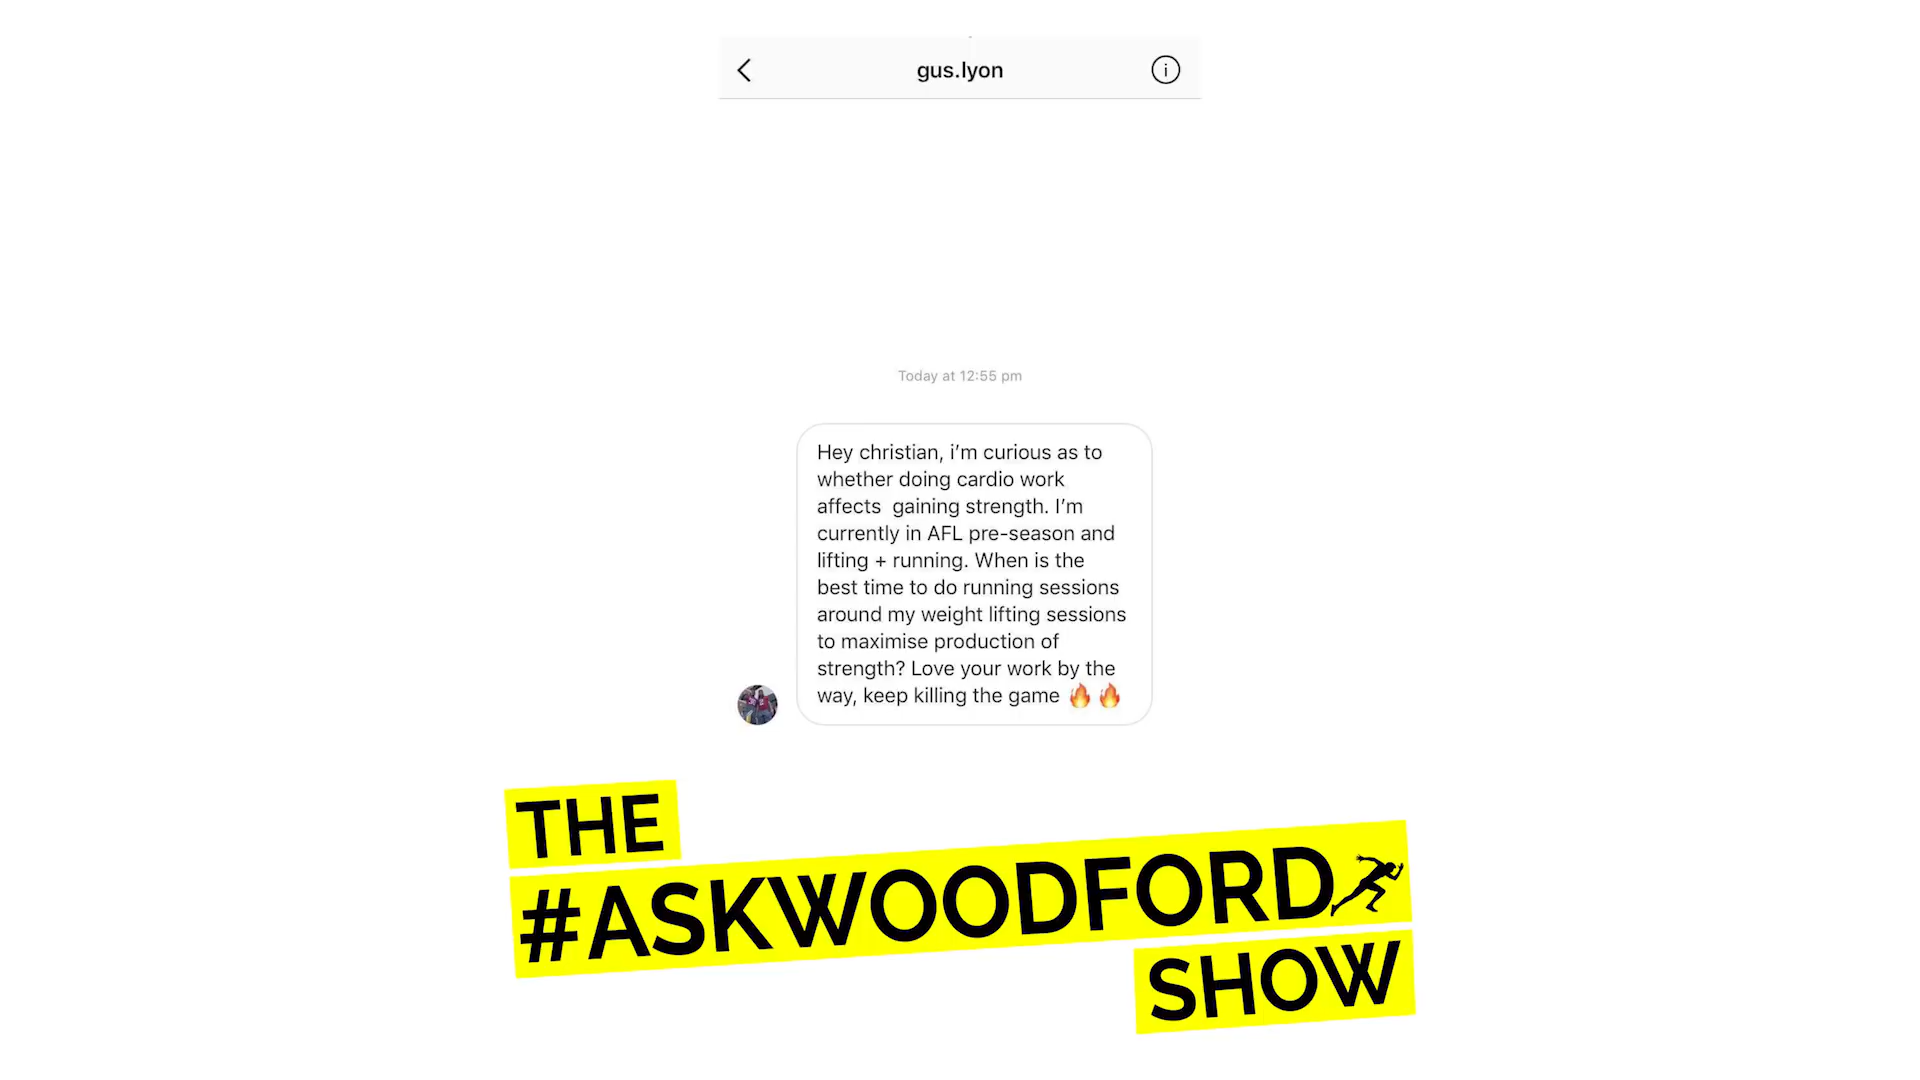 gus.lyon
Today at 12:55 pm
Hey christian, i’m curious as to
whether doing cardio work
affects  gaining strength. I’m
currently in AFL pre-season and
lifting + running. When is the
best time to do running sessions
around my weight lifting sessions
to maximise production of
strength? Love your work by the
way, keep killing the game 🔥 🔥
THE
#ASKWOODFORD
SHOW